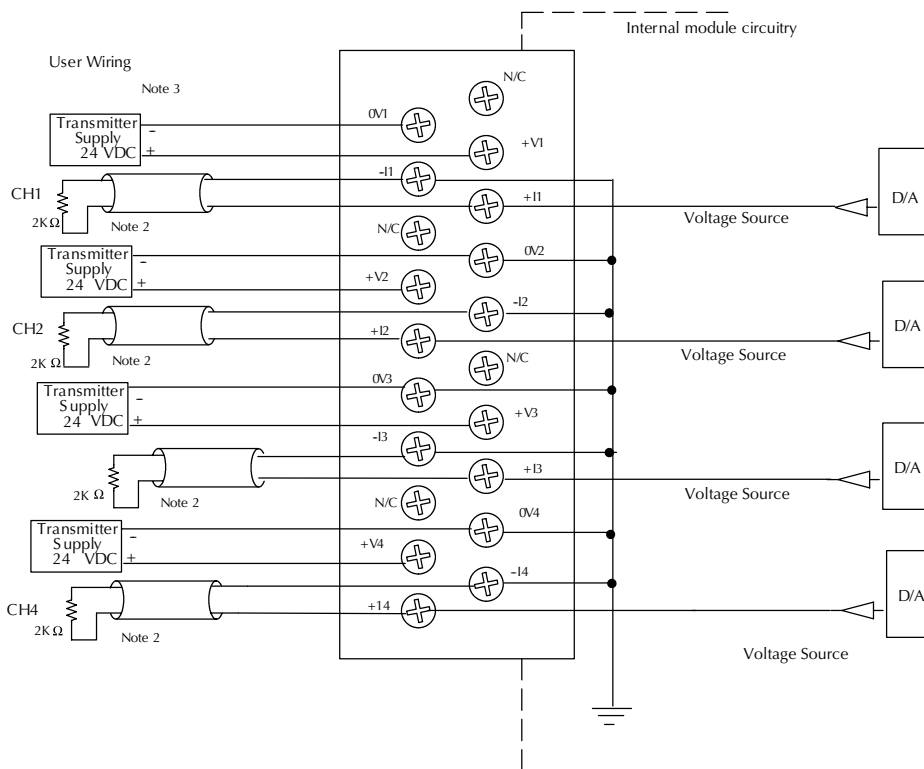 Internal module circuitry
User Wiring
Note 3
N/C
0V1
Transmitter
Supply
24 VDC
-
+
+V1
-I1
CH1
2K Ω
Note 2
+I1
Voltage Source
D/A
N/C
Transmitter
Supply
24 VDC
-
+
0V2
+V2
-I2
CH2
2K Ω
Note 2
+I2
Voltage Source
D/A
N/C
0V3
Transmitter
Supply
24 VDC
-
+
+V3
-I3
2K Ω
Note 2
+I3
Voltage Source
D/A
N/C
0V4
Transmitter
Supply
24 VDC
-
+
+V4
-I4
CH4
2K Ω
Note 2
+14
Voltage Source
D/A